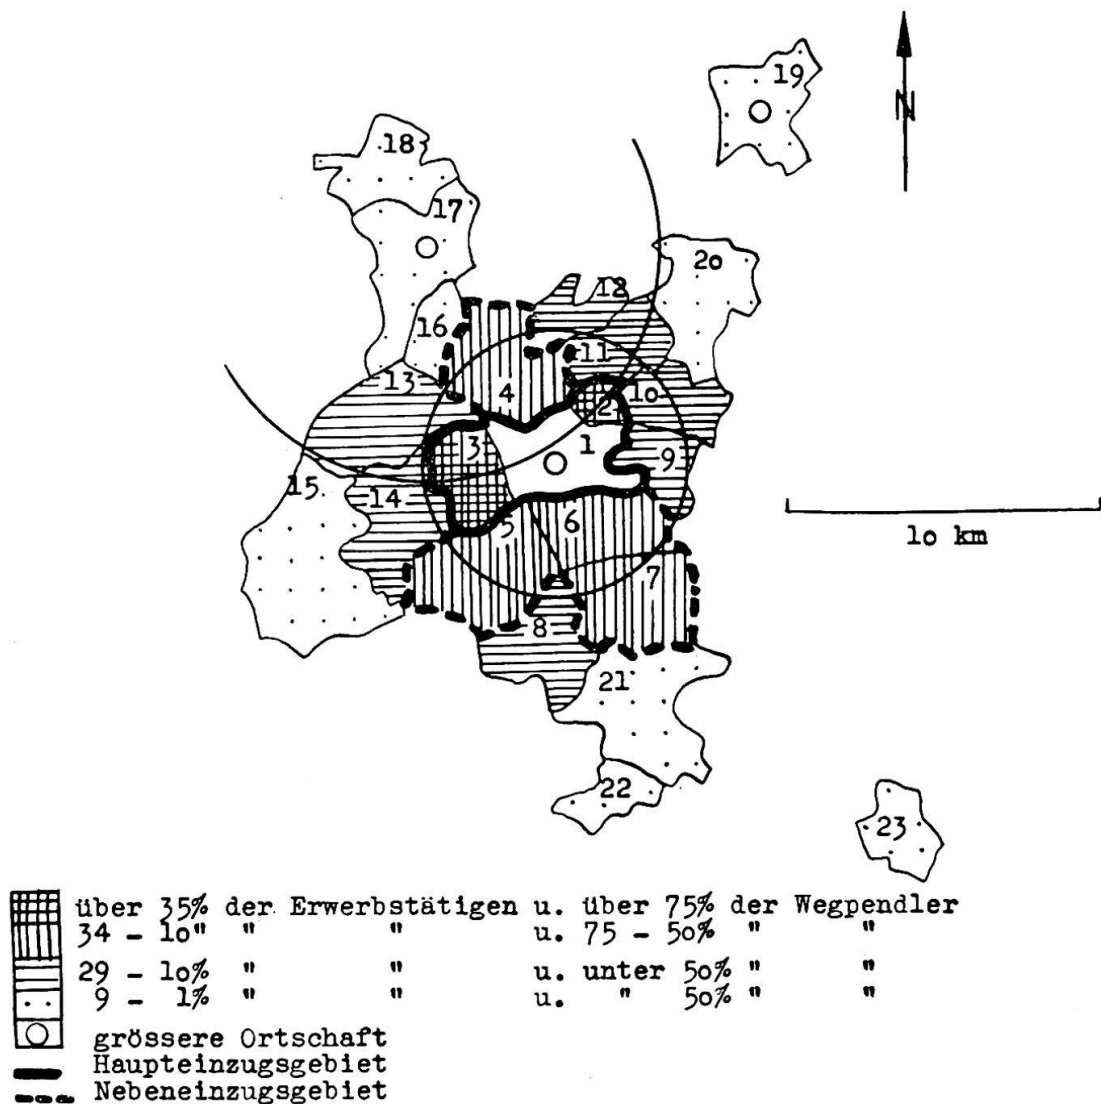 19
N
18
17
20
12
16
11
13
4
10
2
3
1
9
15
14
5
6
10 km
7
8
21
22
23
über 35% der Erwerbstätigen u. über 75% der Wegpendler
34 - 10" " " u. 75 - 50% " "
29 - 10% " " u. unter 50% " "
9 - 1% " " u. " 50% " "
grössere Ortschaft
Haupteinzugsgebiet
Nebeneinzugsgebiet